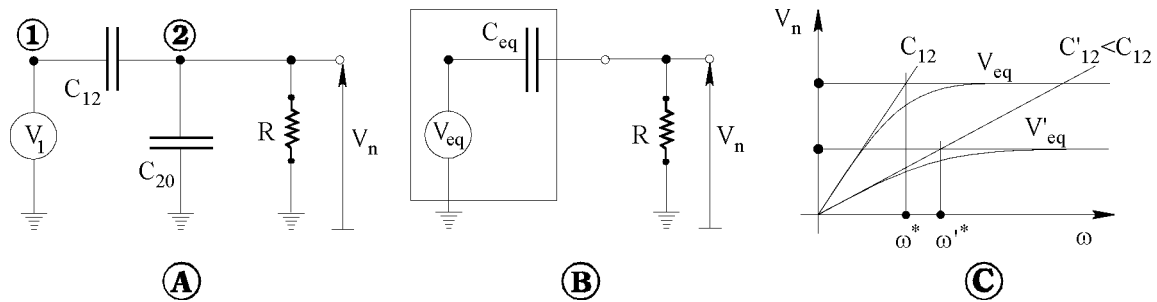 1
2
C12
V1
C20
R
Vn
A
Ceq
Veq
R
Vn
B
Vn
C12
C'12<C12
Veq
V'eq
ω*
ω'*
ω
C